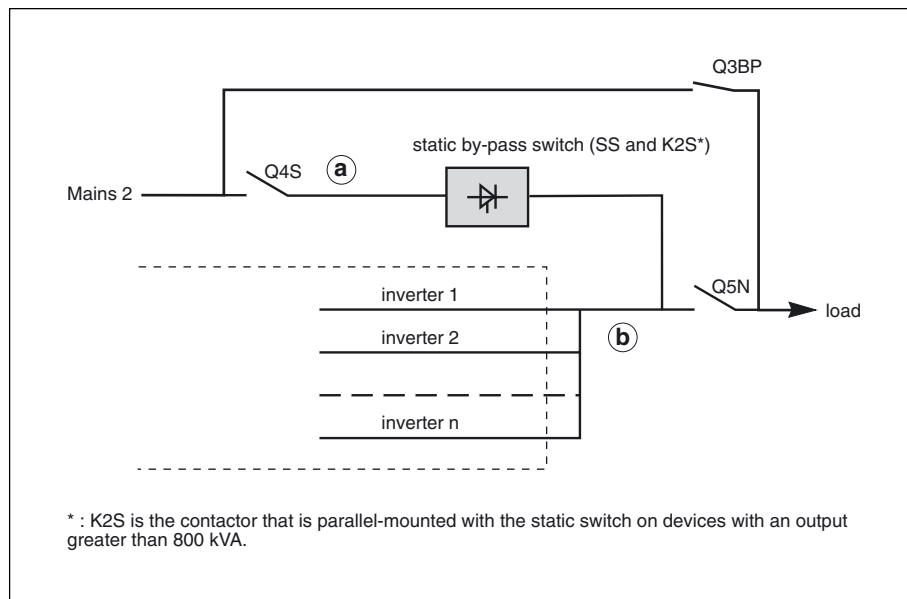 Q3BP
static by-pass switch (SS and K2S*)
Q4S
a
Mains 2
inverter 1
Q5N
load
inverter 2
b
inverter n
* : K2S is the contactor that is parallel-mounted with the static switch on devices with an output
greater than 800 kVA.